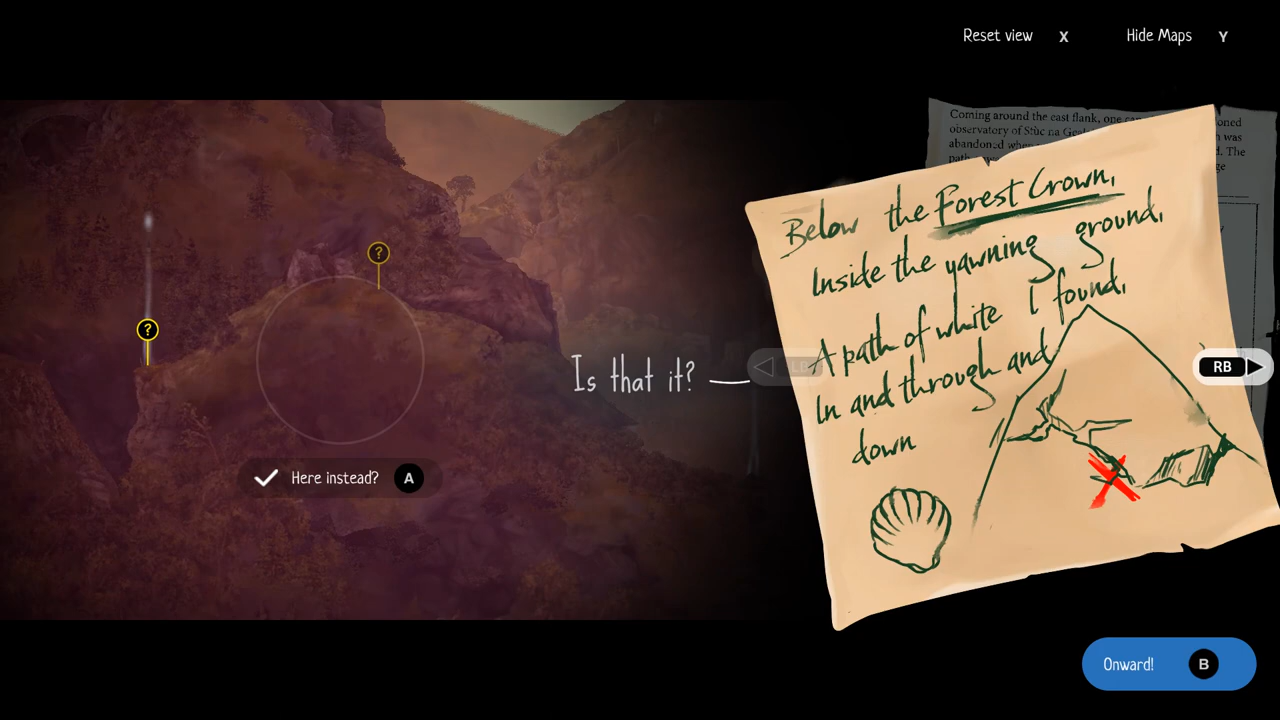 Reset view X Hide Maps Y
Coming around the east flank, one
observatory of Stùc na
abandoned
oned
was
The
Below the Forest Crown,
Inside the yawning ground,
A path of white I found,
In and through and
down
?
?
Is that it?
RB
Here instead? A
Onward! B